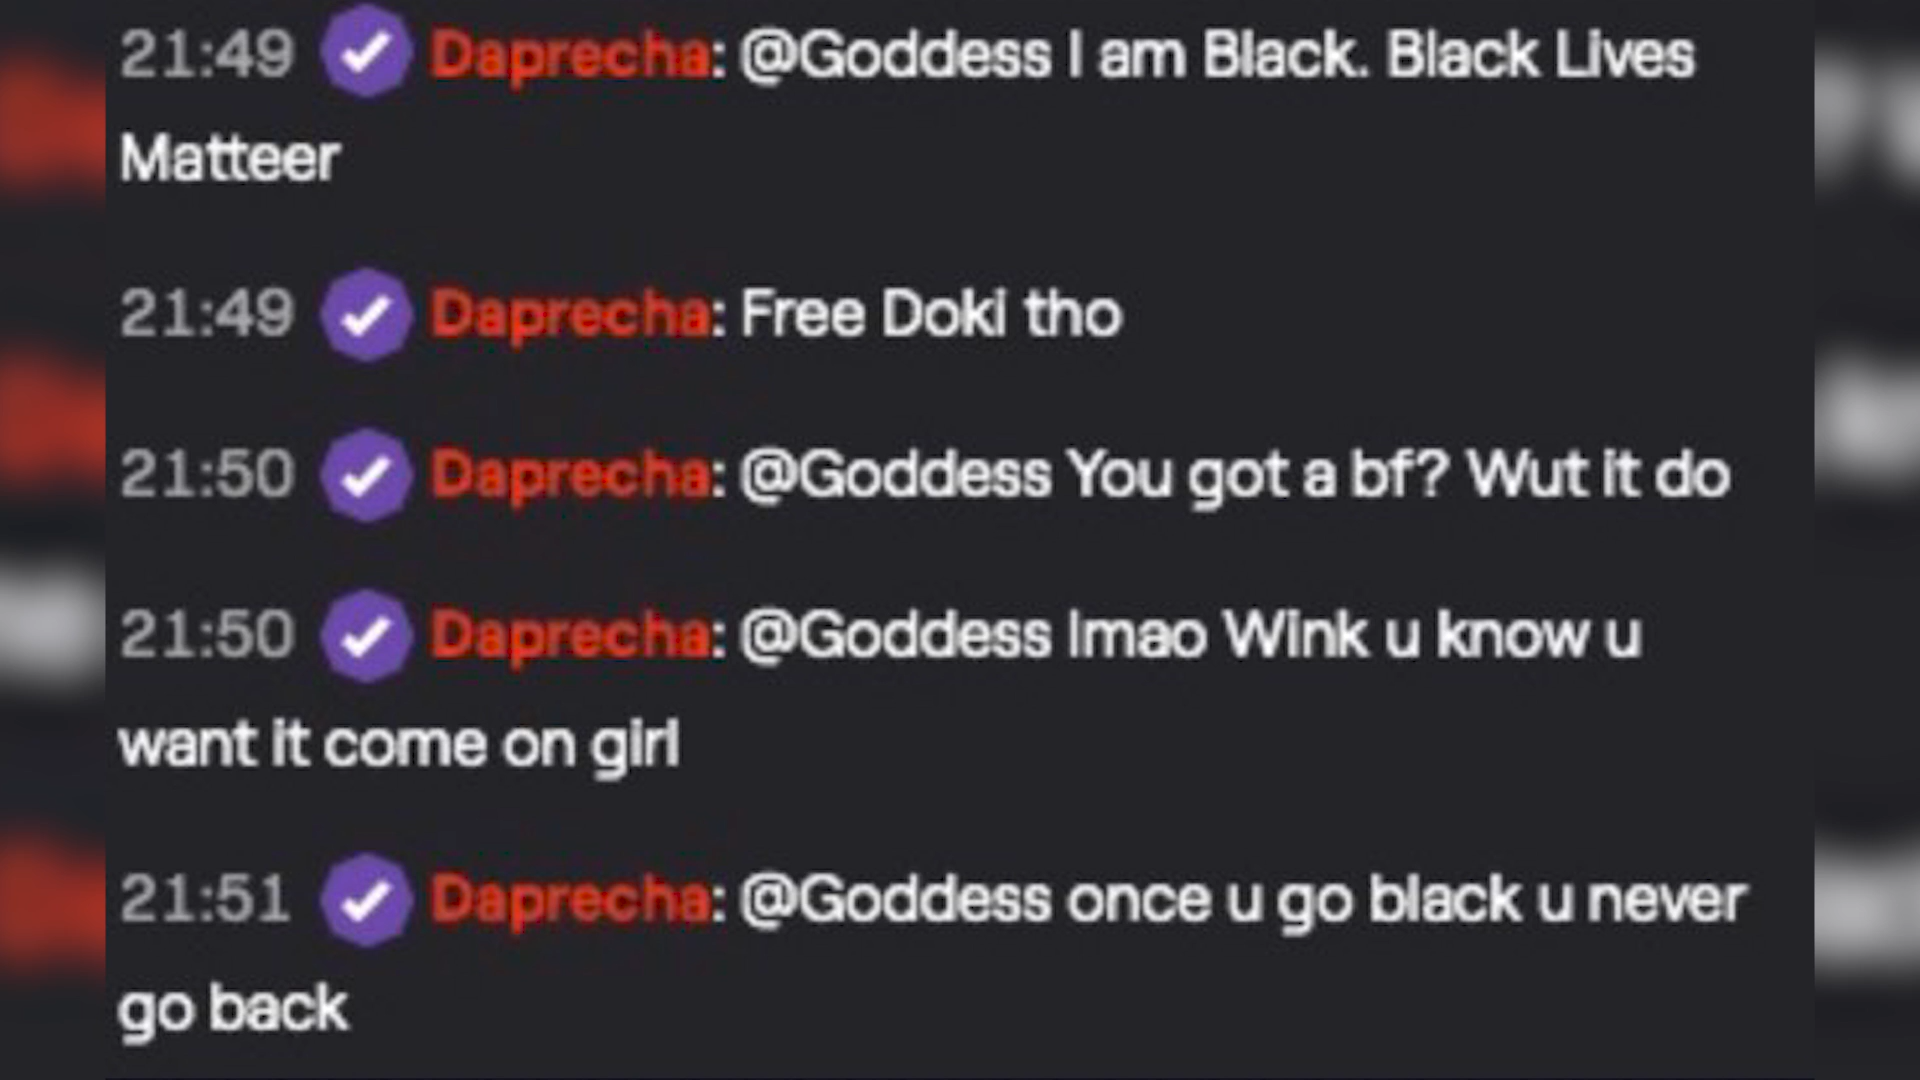 21:49 Daprecha: @Goddess I am Black. Black Lives
Matteer
21:49 Daprecha: Free Doki tho
21:50 Daprecha: @Goddess You got a bf? Wut it do
21:50 Daprecha: @Goddess lmao Wink u know u
want it come on girl
21:51 Daprecha: @Goddess once u go black u never
go back